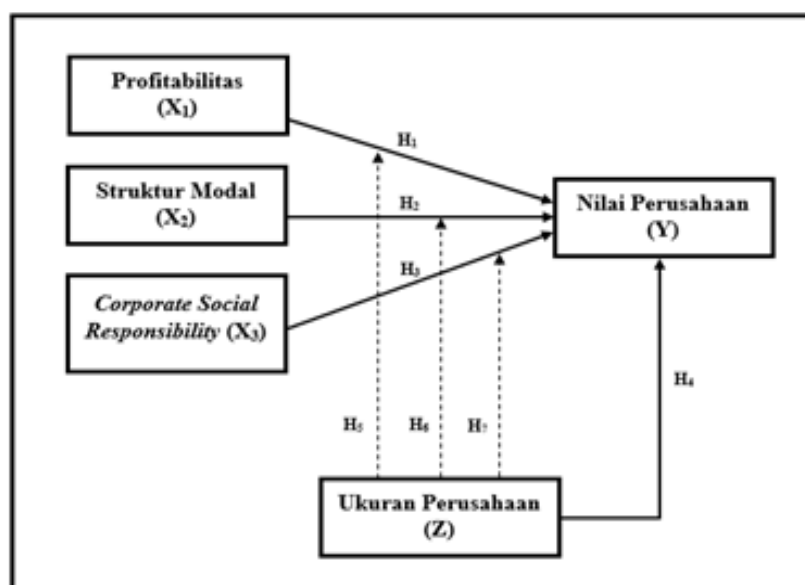 Profitabilitas
(X₁)
H₁
Struktur Modal
(X₂)
H₂
Nilai Perusahaan
(Y)
Corporate Social
Responsibility (X₃)
H₃
H₄
H₅
H₆
H₇
Ukuran Perusahaan
(Z)